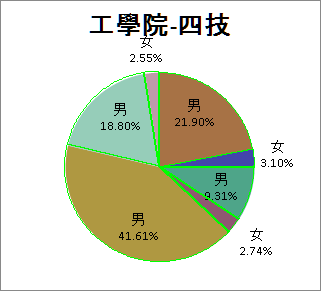 工學院-四技
女
2.55%
男
18.80%
男
21.90%
女
3.10%
男
9.31%
男
41.61%
女
2.74%